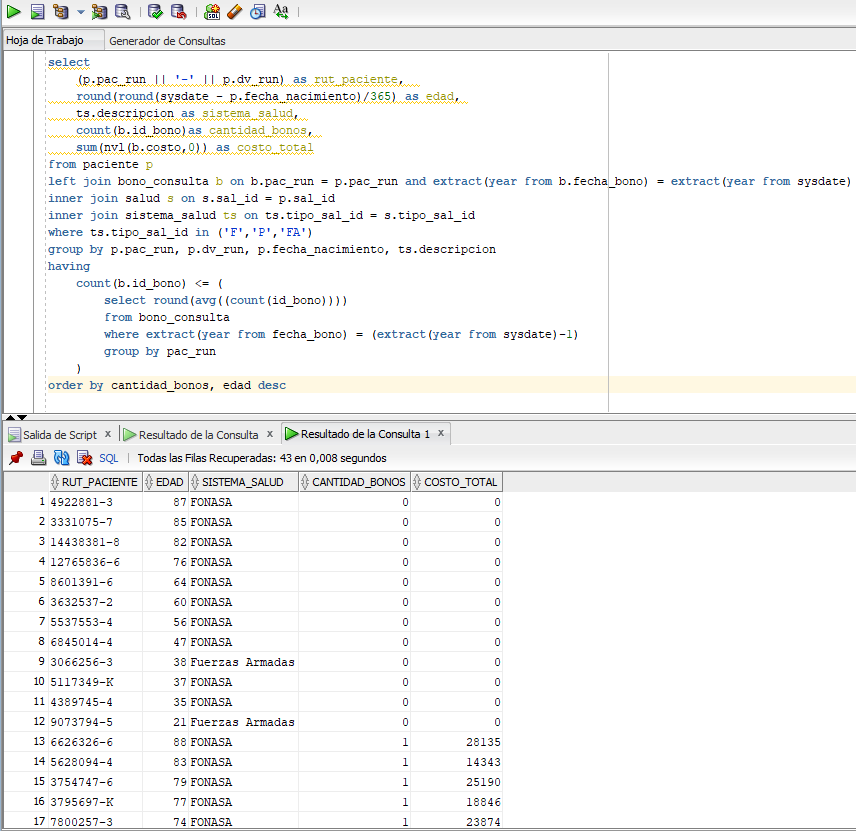 Hoja de Trabajo Generador de Consultas
select
(p.pac_run || '-' || p.dv_run) as rut_paciente,
round(round(sysdate - p.fecha_nacimiento)/365) as edad,
ts.descripcion as sistema_salud,
count(b.id_bono)as cantidad_bonos,
sum(nvl(b.costo,0)) as costo_total
from paciente p
left join bono_consulta b on b.pac_run = p.pac_run and extract(year from b.fecha_bono) = extract(year from sysdate)
inner join salud s on s.sal_id = p.sal_id
inner join sistema_salud ts on ts.tipo_sal_id = s.tipo_sal_id
where ts.tipo_sal_id in ('F','P','FA')
group by p.pac_run, p.dv_run, p.fecha_nacimiento, ts.descripcion
having
count(b.id_bono) <= (
select round(avg((count(id_bono))))
from bono_consulta
where extract(year from fecha_bono) = (extract(year from sysdate)-1)
group by pac_run
)
order by cantidad_bonos, edad desc
Salida de Script x Resultado de la Consulta x Resultado de la Consulta 1 x
SQL | Todas las Filas Recuperadas: 43 en 0,008 segundos
RUT_PACIENTE EDAD SISTEMA_SALUD CANTIDAD_BONOS COSTO_TOTAL
1 4922881-3 87 FONASA 0 0
2 3331075-7 85 FONASA 0 0
3 14438381-8 82 FONASA 0 0
4 12765836-6 76 FONASA 0 0
5 8601391-6 64 FONASA 0 0
6 3632537-2 60 FONASA 0 0
7 5537553-4 56 FONASA 0 0
8 6845014-4 47 FONASA 0 0
9 3066256-3 38 Fuerzas Armadas 0 0
10 5117349-K 37 FONASA 0 0
11 4389745-4 35 FONASA 0 0
12 9073794-5 21 Fuerzas Armadas 0 0
13 6626326-6 88 FONASA 1 28135
14 5628094-4 83 FONASA 1 14343
15 3754747-6 79 FONASA 1 25190
16 3795697-K 77 FONASA 1 18846
17 7800257-3 74 FONASA 1 23874